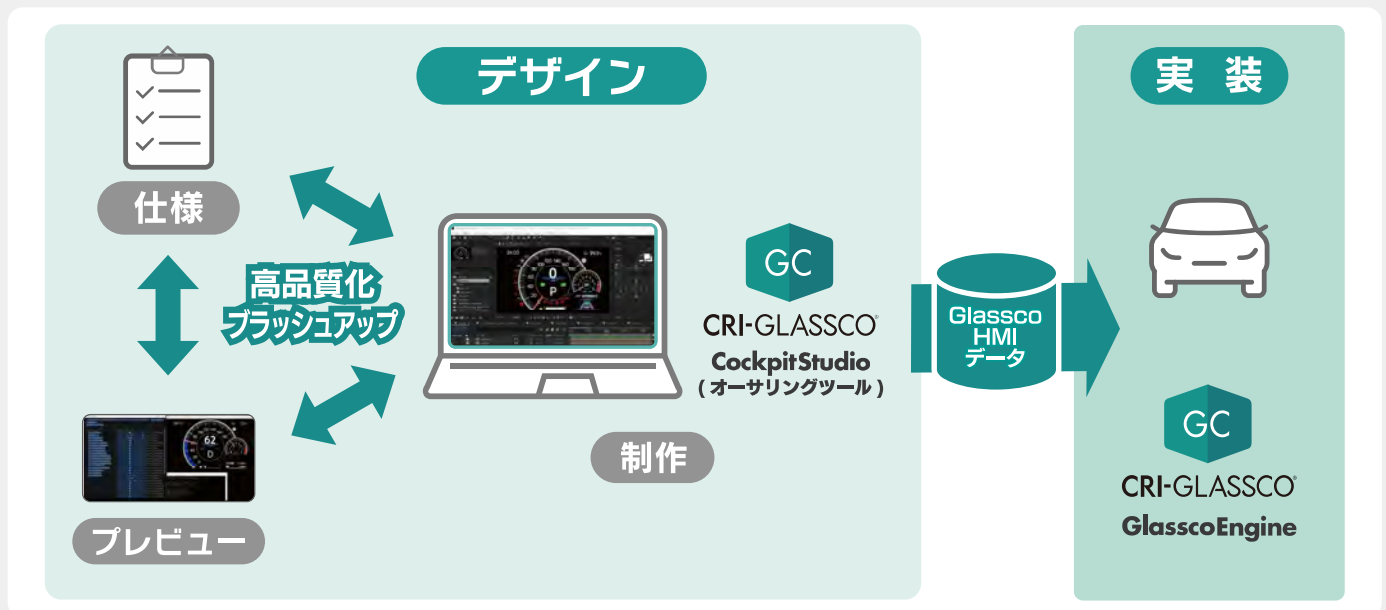 デザイン
仕様
高品質化
ブラッシュアップ
プレビュー
62
D
0
P
GC
CRI-GLASSCO®
CockpitStudio
(オーサリングツール)
制作
Glassco
HMI
データ
実 装
GC
CRI-GLASSCO®
GlasscoEngine